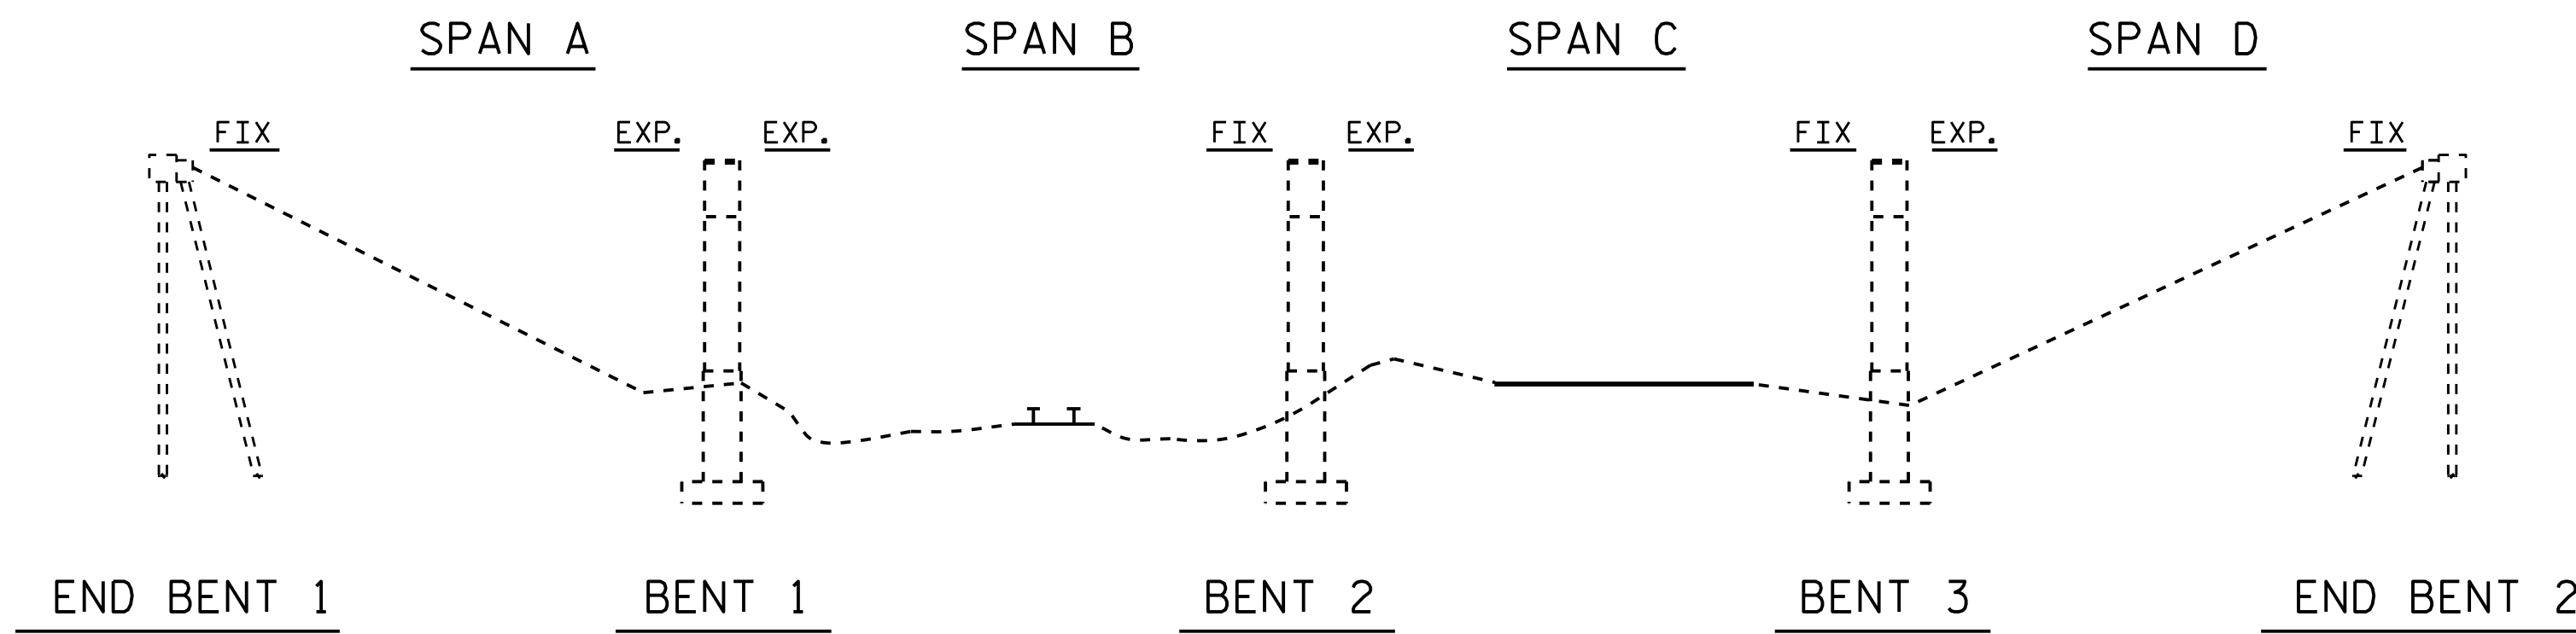 SPAN A SPAN B SPAN C SPAN D
FIX EXP. EXP. FIX EXP. FIX EXP. FIX
END BENT 1 BENT 1 BENT 2 BENT 3 END BENT 2